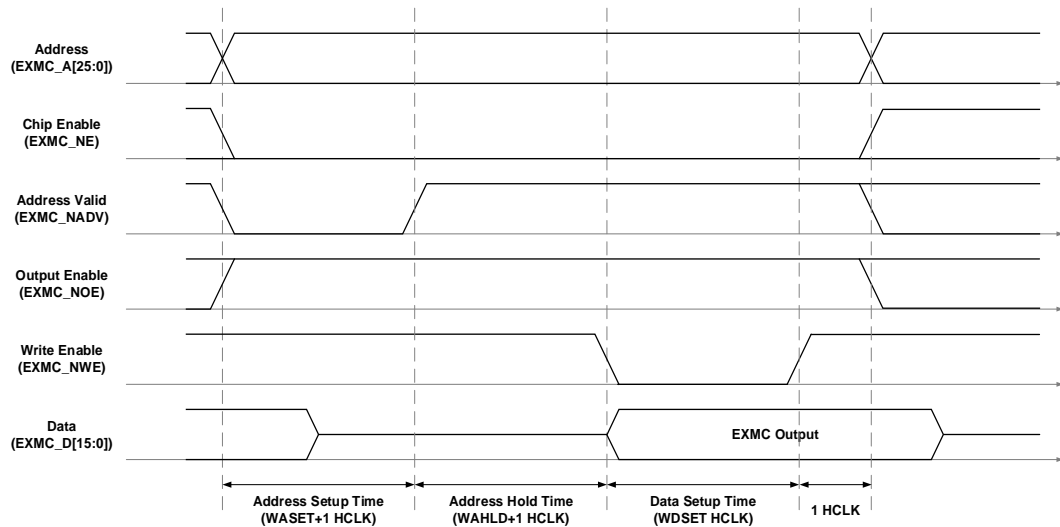 Address
(EXMC_A[25:0])
Chip Enable
(EXMC_NE)
Address Valid
(EXMC_NADV)
Output Enable
(EXMC_NOE)
Write Enable
(EXMC_NWE)
Data
(EXMC_D[15:0])
EXMC Output
Address Setup Time
(WASET+1 HCLK)
Address Hold Time
(WAHLD+1 HCLK)
Data Setup Time
(WDSET HCLK)
1 HCLK